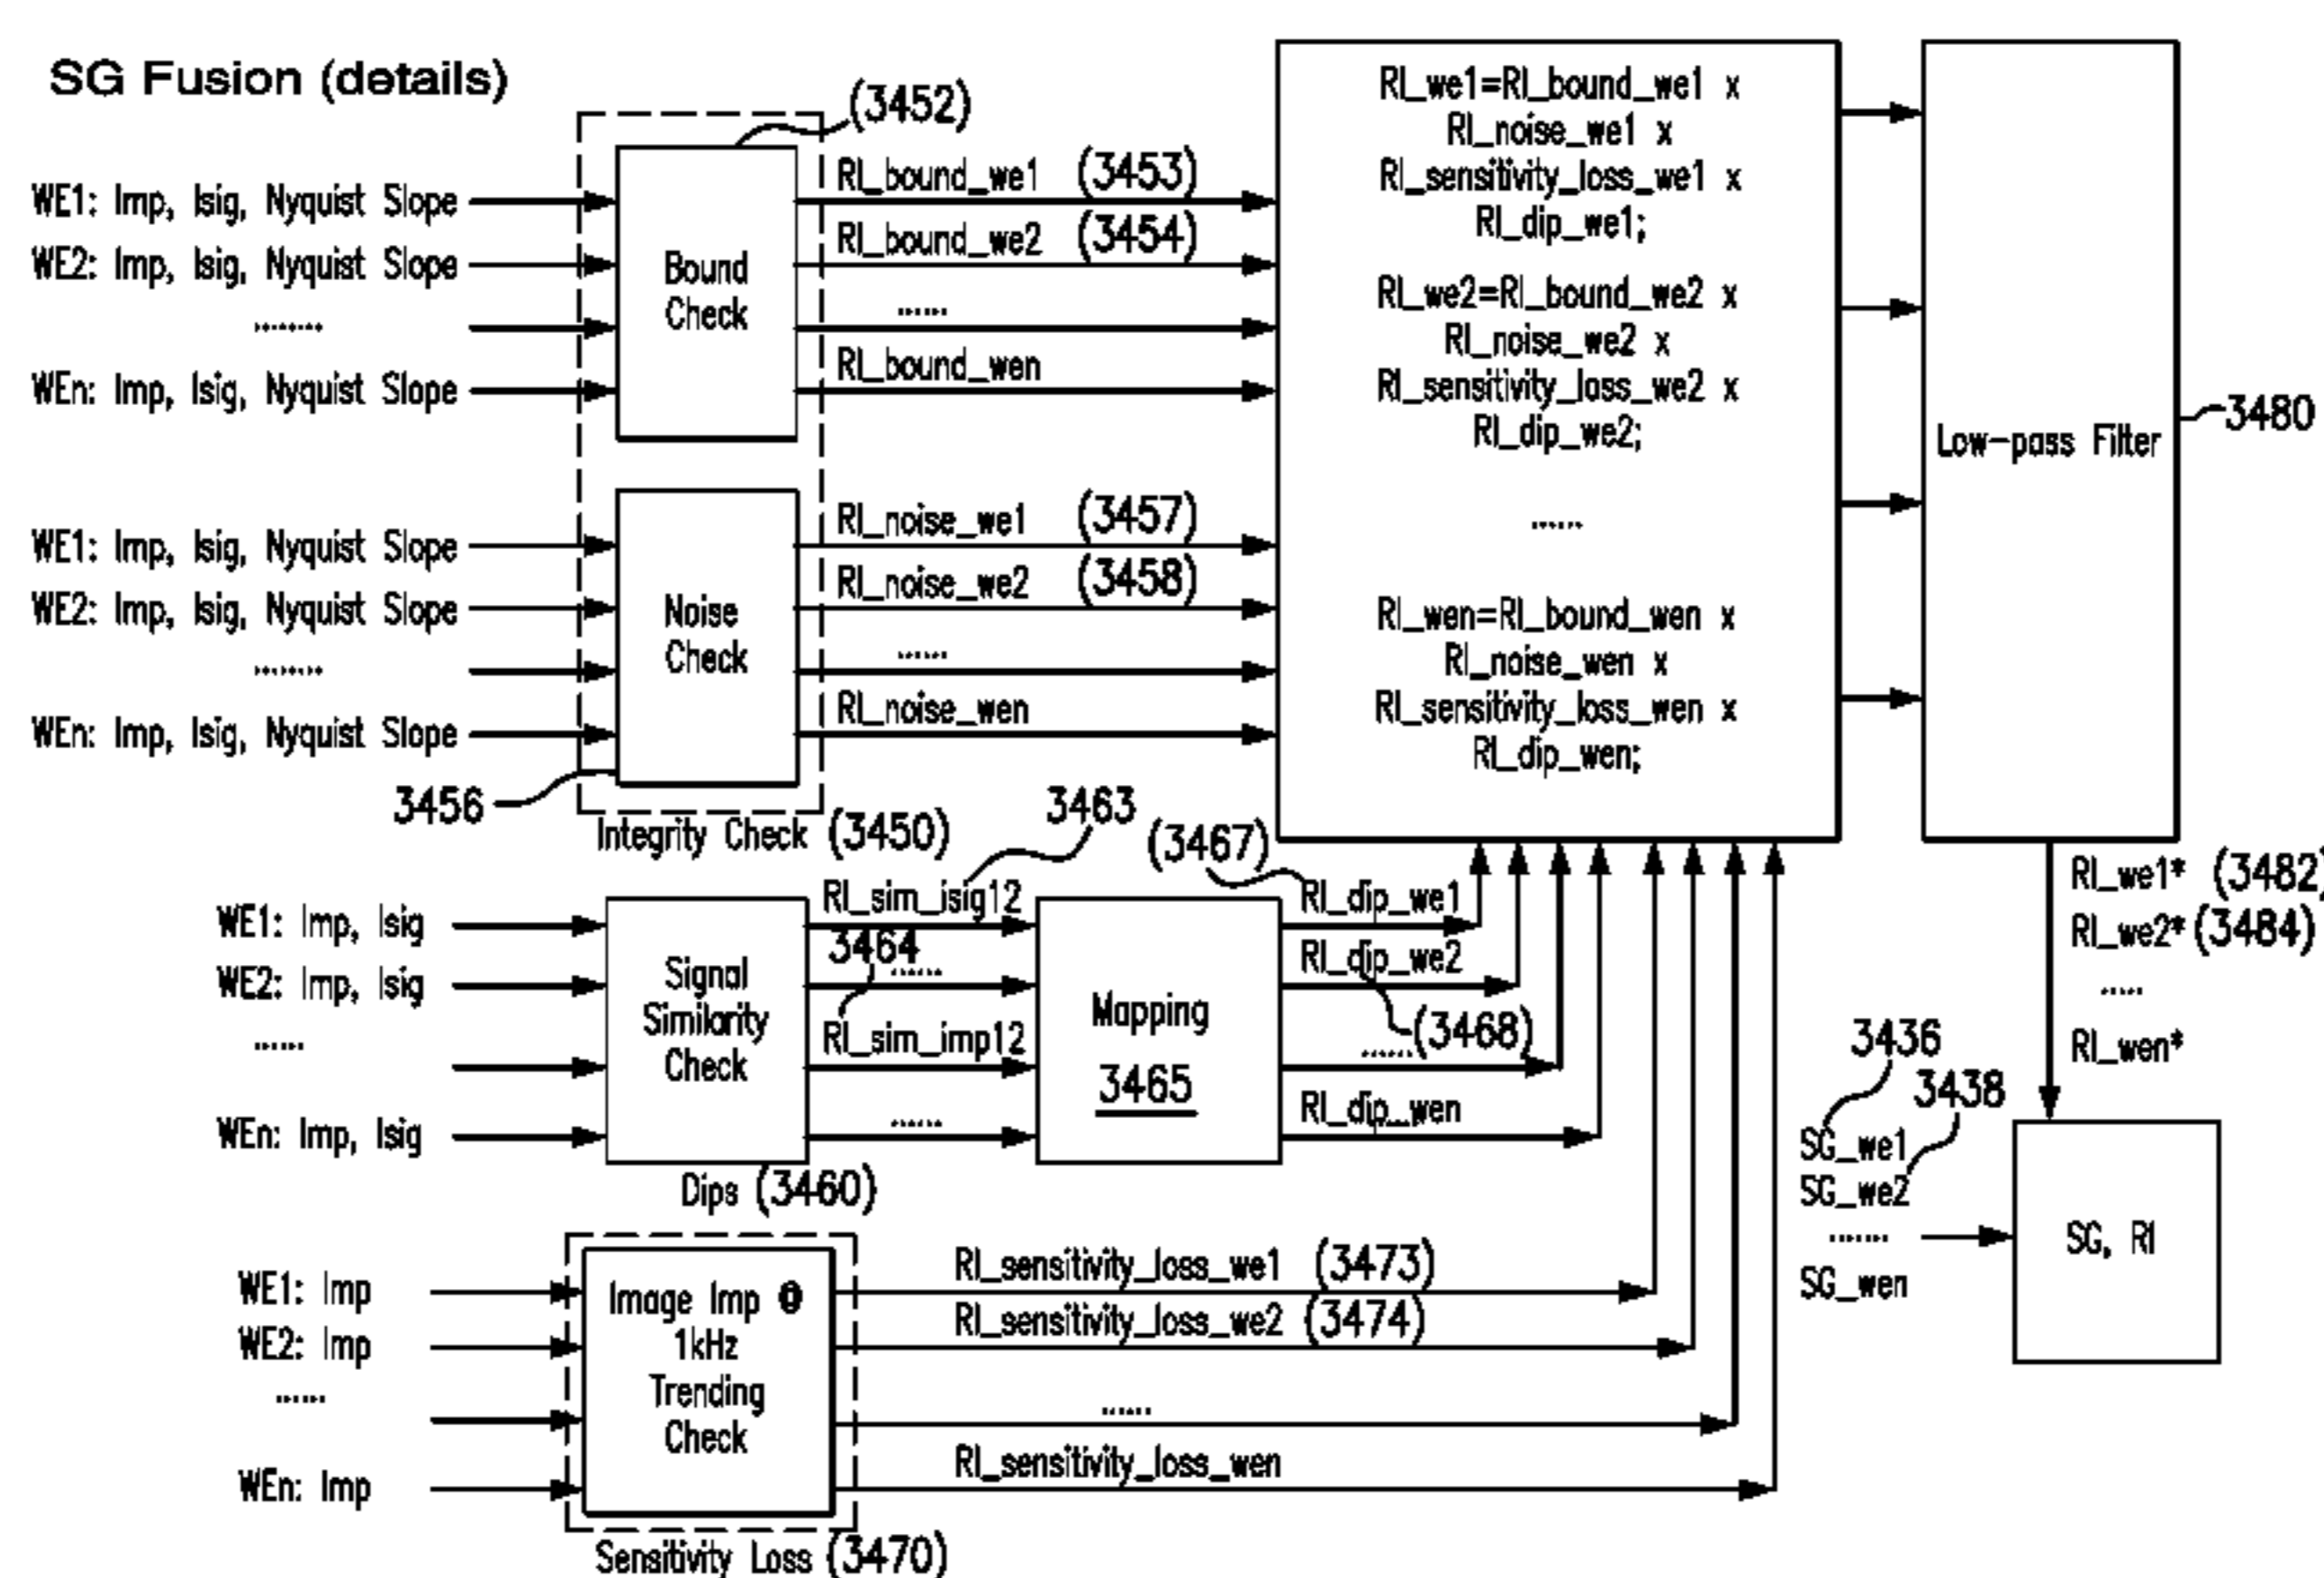 SG Fusion (details)
(3452)
WE1: Imp, Isig, Nyquist Slope
WE2: Imp, Isig, Nyquist Slope
........
WEn: Imp, Isig, Nyquist Slope
Bound
Check
RI_bound_we1 (3453)
RI_bound_we2 (3454)
......
RI_bound_wen
WE1: Imp, Isig, Nyquist Slope
WE2: Imp, Isig, Nyquist Slope
........
WEn: Imp, Isig, Nyquist Slope
Noise
Check
3456
Integrity Check (3450)
RI_noise_we1 (3457)
RI_noise_we2 (3458)
......
RI_noise_wen
RI_we1=RI_bound_we1 x
RI_noise_we1 x
RI_sensitivity_loss_we1 x
RI_dip_we1;
RI_we2=RI_bound_we2 x
RI_noise_we2 x
RI_sensitivity_loss_we2 x
RI_dip_we2;
......
RI_wen=RI_bound_wen x
RI_noise_wen x
RI_sensitivity_loss_wen x
RI_dip_wen;
Low-pass Filter
3480
WE1: Imp, Isig
WE2: Imp, Isig
......
WEn: Imp, Isig
Signal
Similarity
Check
Dips (3460)
3463
RI_sim_isig12
3464
......
RI_sim_imp12
......
Mapping
3465
(3467)
RI_dip_we1
RI_dip_we2
......(3468)
RI_dip_wen
RI_we1* (3482)
RI_we2* (3484)
.....
RI_wen*
3436
3438
SG_we1
SG_we2
.......
SG_wen
SG, RI
WE1: Imp
WE2: Imp
......
WEn: Imp
Image Imp @
1kHz
Trending
Check
Sensitivity Loss (3470)
RI_sensitivity_loss_we1 (3473)
RI_sensitivity_loss_we2 (3474)
......
RI_sensitivity_loss_wen